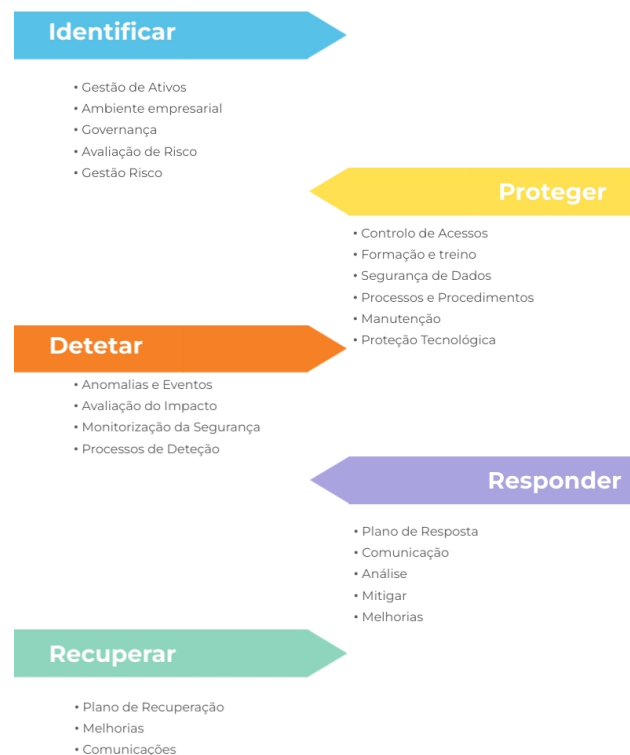 Identificar
• Gestão de Ativos
• Ambiente empresarial
• Governança
• Avaliação de Risco
• Gestão Risco
Proteger
• Controlo de Acessos
• Formação e treino
• Segurança de Dados
• Processos e Procedimentos
• Manutenção
• Proteção Tecnológica
Detetar
• Anomalias e Eventos
• Avaliação do Impacto
• Monitorização da Segurança
• Processos de Deteção
Responder
• Plano de Resposta
• Comunicação
• Análise
• Mitigar
• Melhorias
Recuperar
• Plano de Recuperação
• Melhorias
• Comunicações